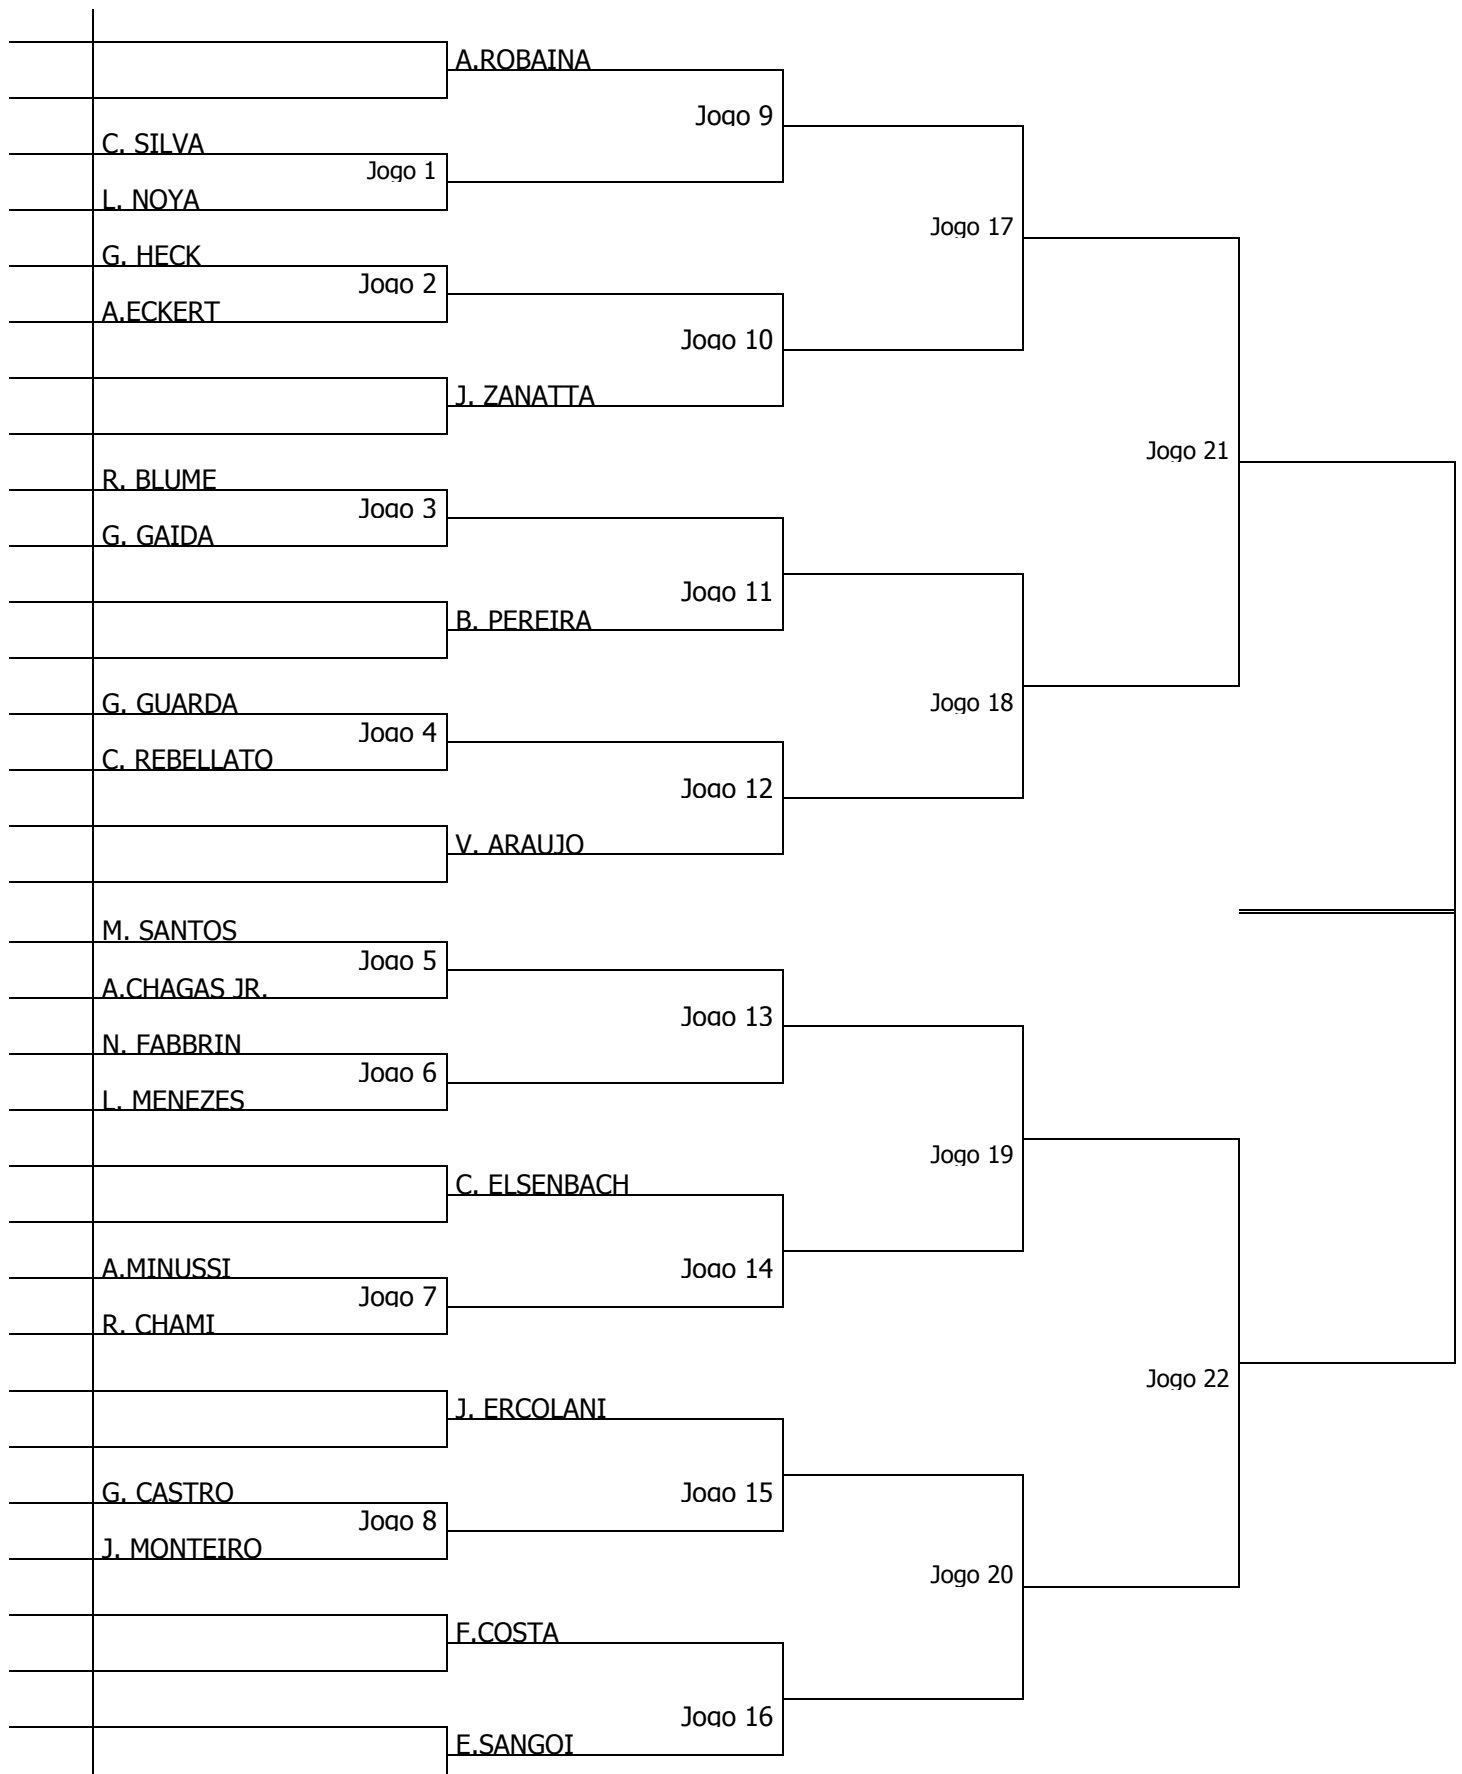 A.ROBAINA
Jogo 9
C. SILVA
Jogo 1
L. NOYA
Jogo 17
G. HECK
Jogo 2
A.ECKERT
Jogo 10
J. ZANATTA
Jogo 21
R. BLUME
Jogo 3
G. GAIDA
Jogo 11
B. PEREIRA
G. GUARDA
Jogo 18
Jogo 4
C. REBELLATO
Jogo 12
V. ARAUJO
M. SANTOS
Jogo 5
A.CHAGAS JR.
Jogo 13
N. FABBRIN
Jogo 6
L. MENEZES
Jogo 19
C. ELSENBACH
A.MINUSSI
Jogo 14
Jogo 7
R. CHAMI
Jogo 22
J. ERCOLANI
G. CASTRO
Jogo 15
Jogo 8
J. MONTEIRO
Jogo 20
F.COSTA
Jogo 16
E.SANGOI